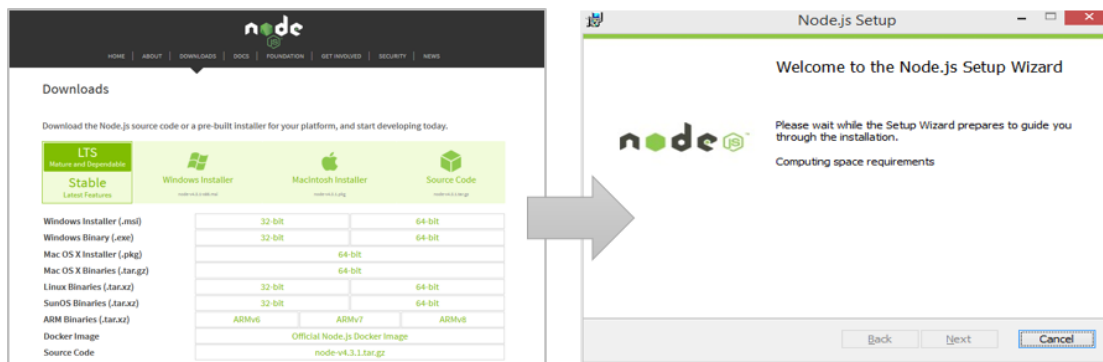 node
JS
HOME | ABOUT | DOWNLOADS | DOCS | FOUNDATION | GET INVOLVED | SECURITY | NEWS
Downloads
Download the Node.js source code or a pre-built installer for your platform, and start developing today.
LTS
Mature and Dependable
Stable
Latest Features
Windows Installer
Macintosh Installer
Source Code
Windows Installer (.msi) 32-bit 64-bit
Windows Binary (.exe) 32-bit 64-bit
Mac OS X Installer (.pkg) 64-bit
Mac OS X Binaries (.tar.gz) 64-bit
Linux Binaries (.tar.xz) 32-bit 64-bit
SunOS Binaries (.tar.xz) 32-bit 64-bit
ARM Binaries (.tar.xz) ARMv6 ARMv7 ARMv8
Docker Image Official Node.js Docker Image
Source Code node-v4.3.1.tar.gz
Node.js Setup
Welcome to the Node.js Setup Wizard
node JS
Please wait while the Setup Wizard prepares to guide you
through the installation.
Computing space requirements
Back Next Cancel